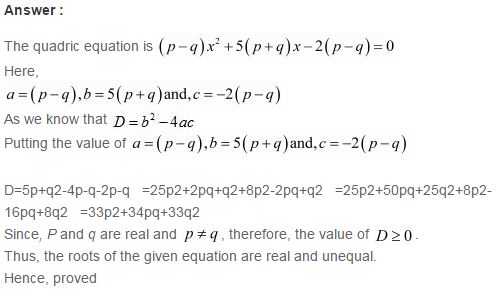 Answer :
The quadric equation is (p−q)x²+5(p+q)x−2(p−q)=0
Here,
a=(p−q),b=5(p+q)and,c=−2(p−q)
As we know that D=b²−4ac
Putting the value of a=(p−q),b=5(p+q)and,c=−2(p−q)
D=5p+q2-4p-q-2p-q =25p2+2pq+q2+8p2-2pq+q2 =25p2+50pq+25q2+8p2-
16pq+8q2 =33p2+34pq+33q2
Since, P and q are real and p≠q, therefore, the value of D≥0.
Thus, the roots of the given equation are real and unequal.
Hence, proved